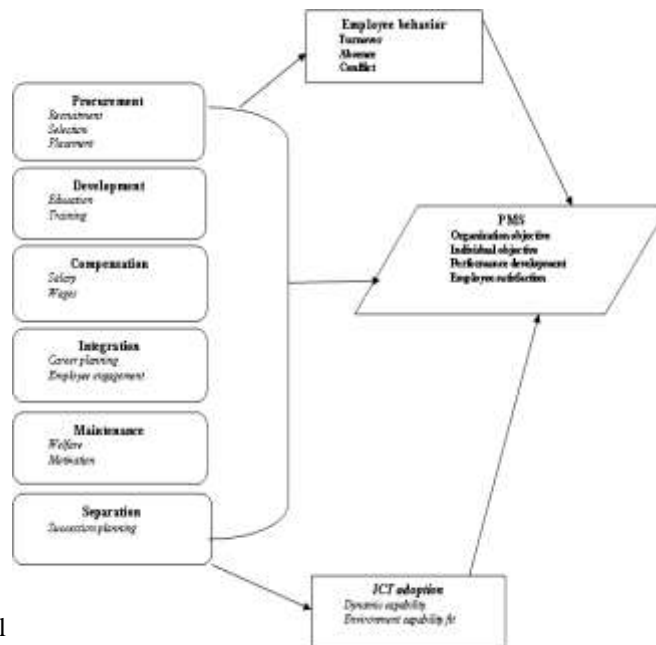 Employee behavior
Turnover
Absence
Conflict
Procurement
Recruitment
Selection
Placement
Development
Education
Training
Compensation
Salary
Wages
Integration
Career planning
Employee engagement
Maintenance
Welfare
Motivation
Separation
Succession planning
PMS
Organization objective
Individual objective
Performance development
Employee satisfaction
ICT adoption
Dynamic capability
Environment capability fit
l